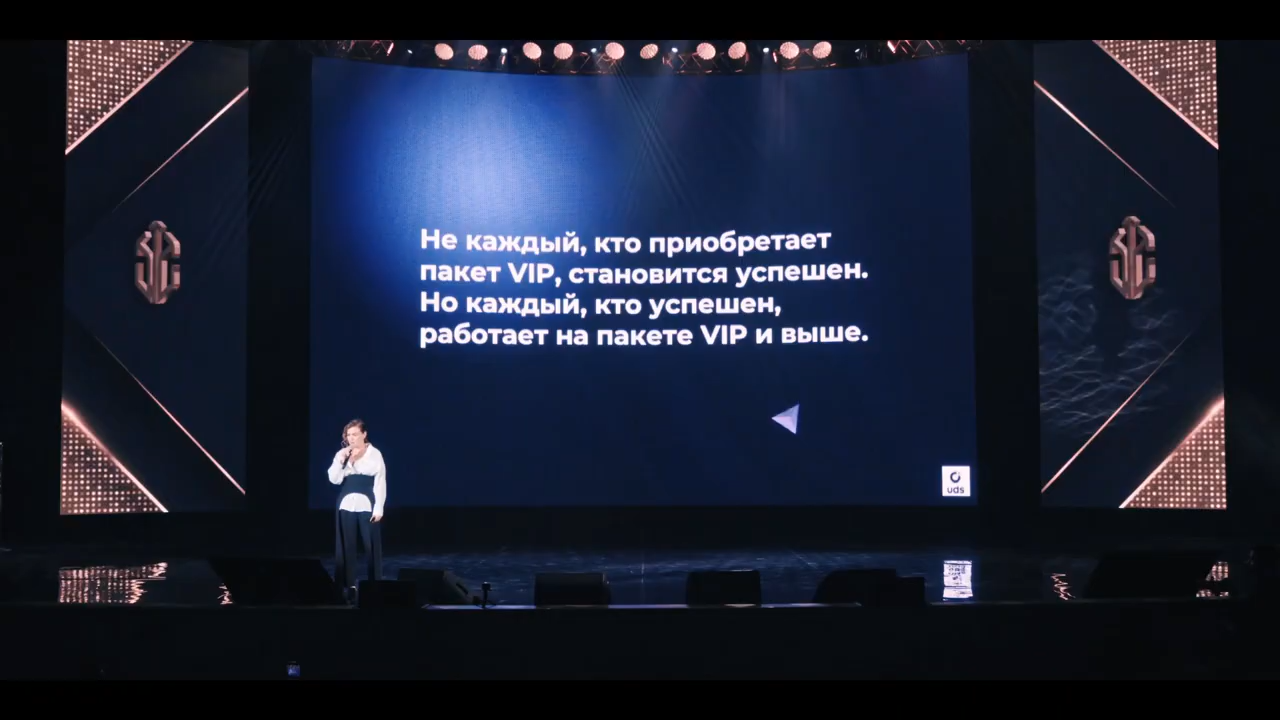 Не каждый, кто приобретает
пакет VIP, становится успешен.
Но каждый, кто успешен,
работает на пакете VIP и выше.
uds